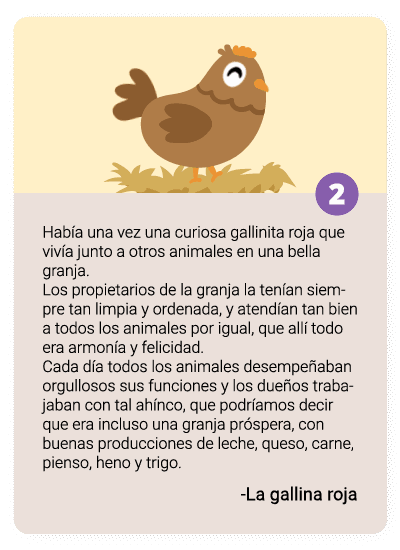 2
Había una vez una curiosa gallinita roja que
vivía junto a otros animales en una bella
granja.
Los propietarios de la granja la tenían siem-
pre tan limpia y ordenada, y atendían tan bien
a todos los animales por igual, que allí todo
era armonía y felicidad.
Cada día todos los animales desempeñaban
orgullosos sus funciones y los dueños traba-
jaban con tal ahínco, que podríamos decir
que era incluso una granja próspera, con
buenas producciones de leche, queso, carne,
pienso, heno y trigo.
-La gallina roja